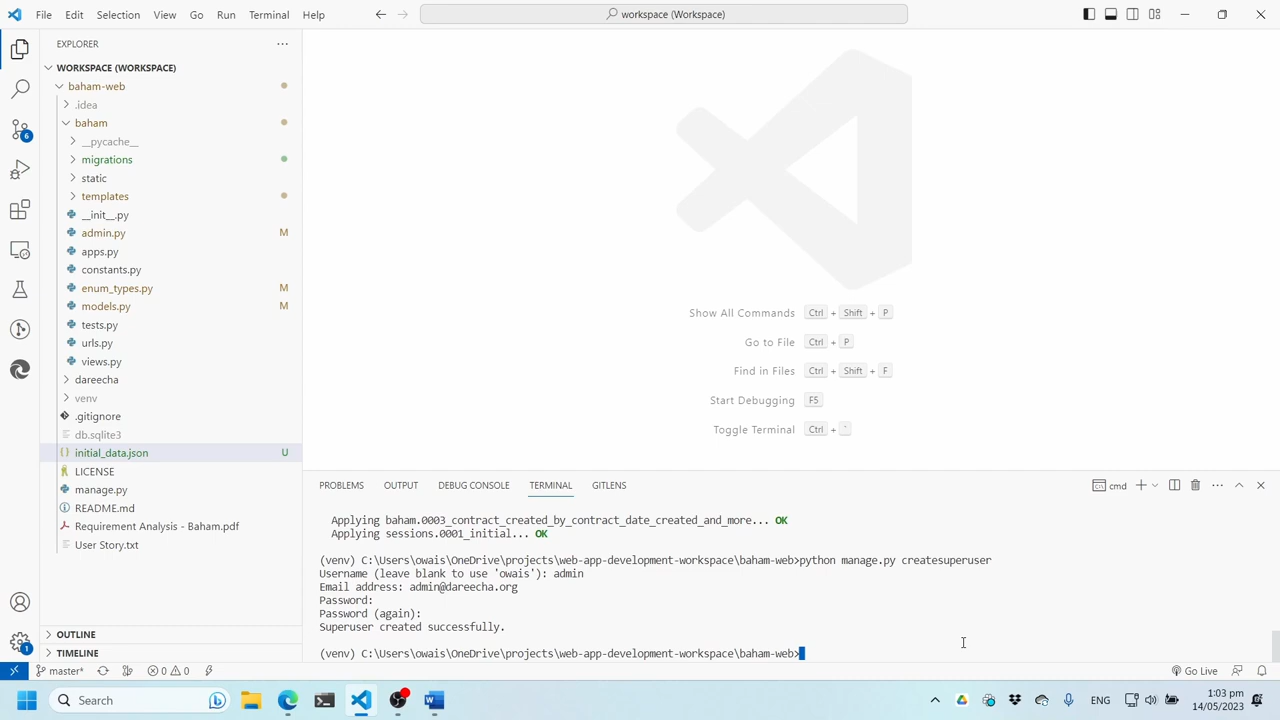 File Edit Selection View Go Run Terminal Help
workspace (Workspace)
EXPLORER
WORKSPACE (WORKSPACE)
baham-web
.idea
baham
__pycache__
migrations
static
templates
__init__.py
admin.py M
apps.py
constants.py
enum_types.py M
models.py M
tests.py
urls.py
views.py
dareecha
venv
.gitignore
db.sqlite3
initial_data.json U
LICENSE
manage.py
README.md
Requirement Analysis - Baham.pdf
User Story.txt
OUTLINE
TIMELINE
6
1
Show All Commands Ctrl + Shift + P
Go to File Ctrl + P
Find in Files Ctrl + Shift + F
Start Debugging F5
Toggle Terminal Ctrl + `
PROBLEMS OUTPUT DEBUG CONSOLE TERMINAL GITLENS
cmd
Applying baham.0003_contract_created_by_contract_date_created_and_more... OK
Applying sessions.0001_initial... OK
(venv) C:\Users\owais\OneDrive\projects\web-app-development-workspace\baham-web>python manage.py createsuperuser
Username (leave blank to use 'owais'): admin
Email address: admin@dareecha.org
Password:
Password (again):
Superuser created successfully.
(venv) C:\Users\owais\OneDrive\projects\web-app-development-workspace\baham-web>
master* 0 0 Go Live
Search
ENG
1:03 pm
14/05/2023